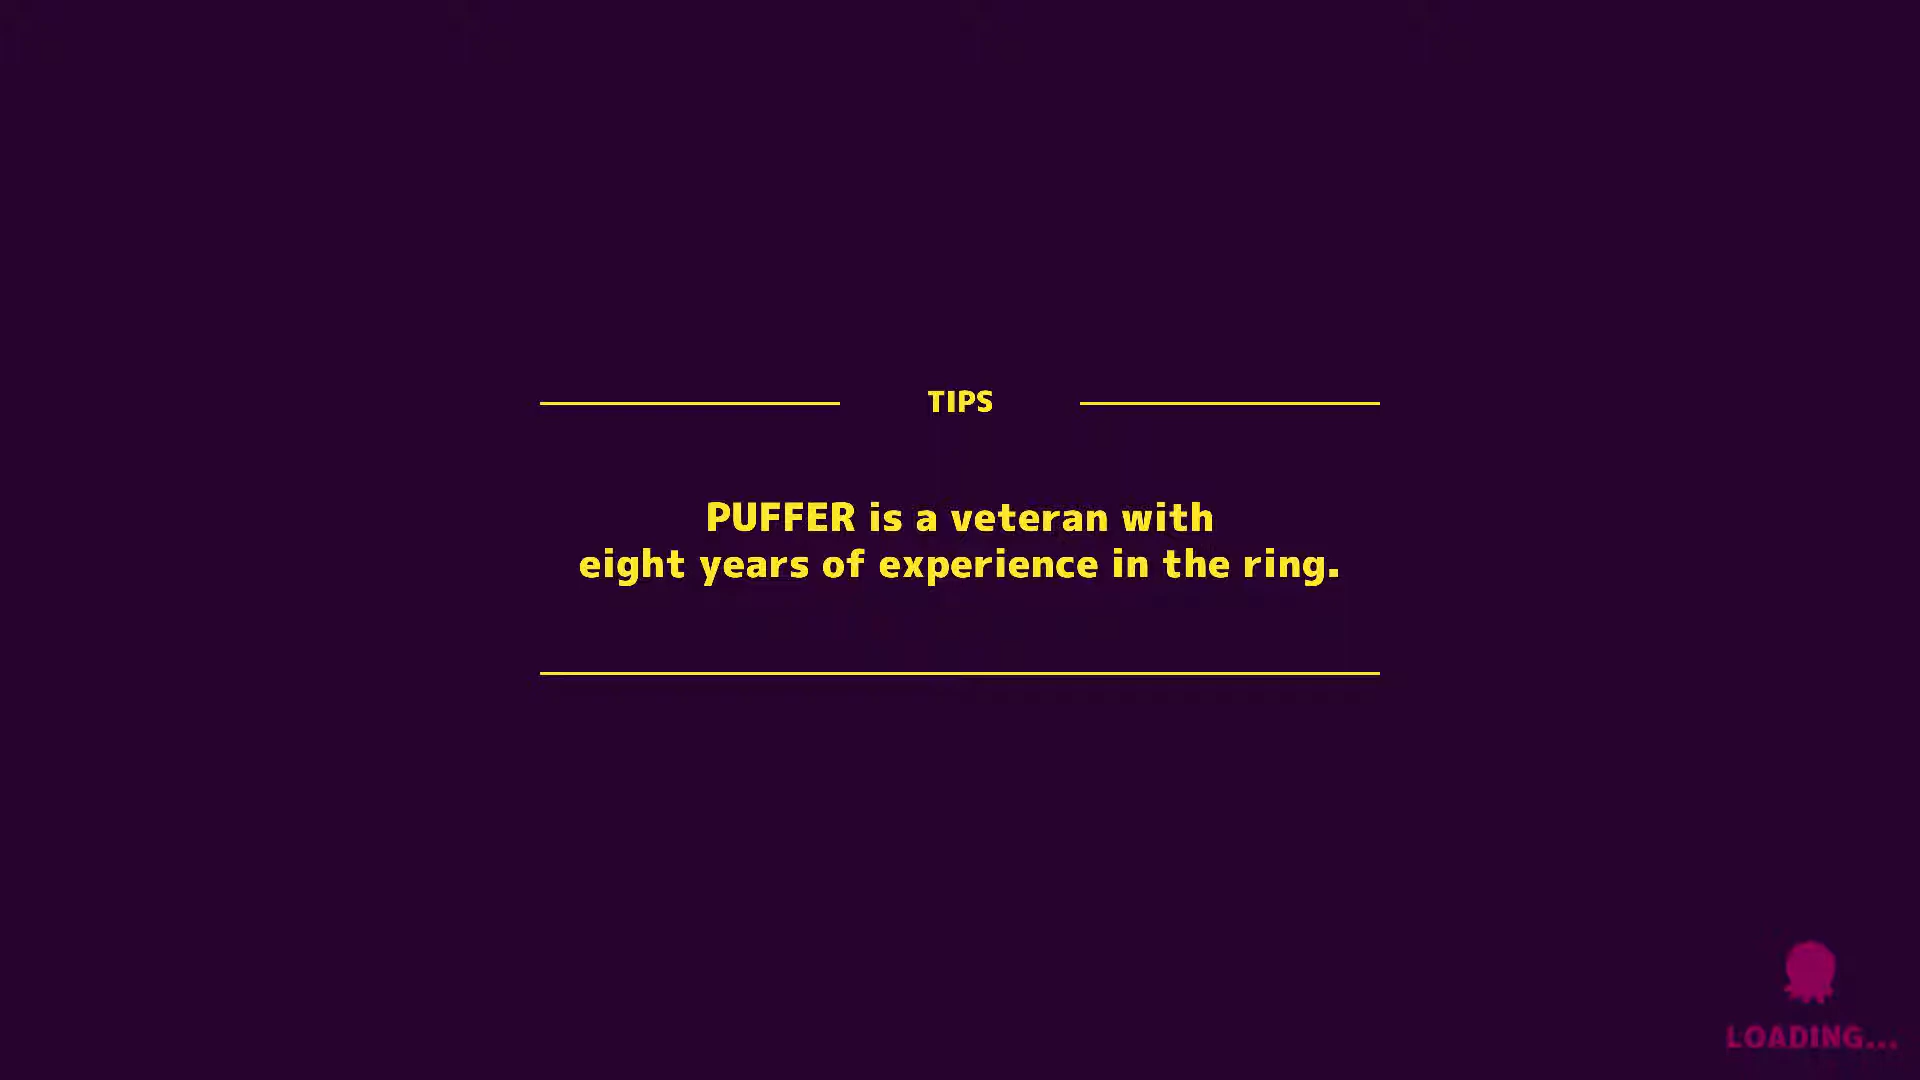 TIPS
PUFFER is a veteran with
eight years of experience in the ring.
LOADING...